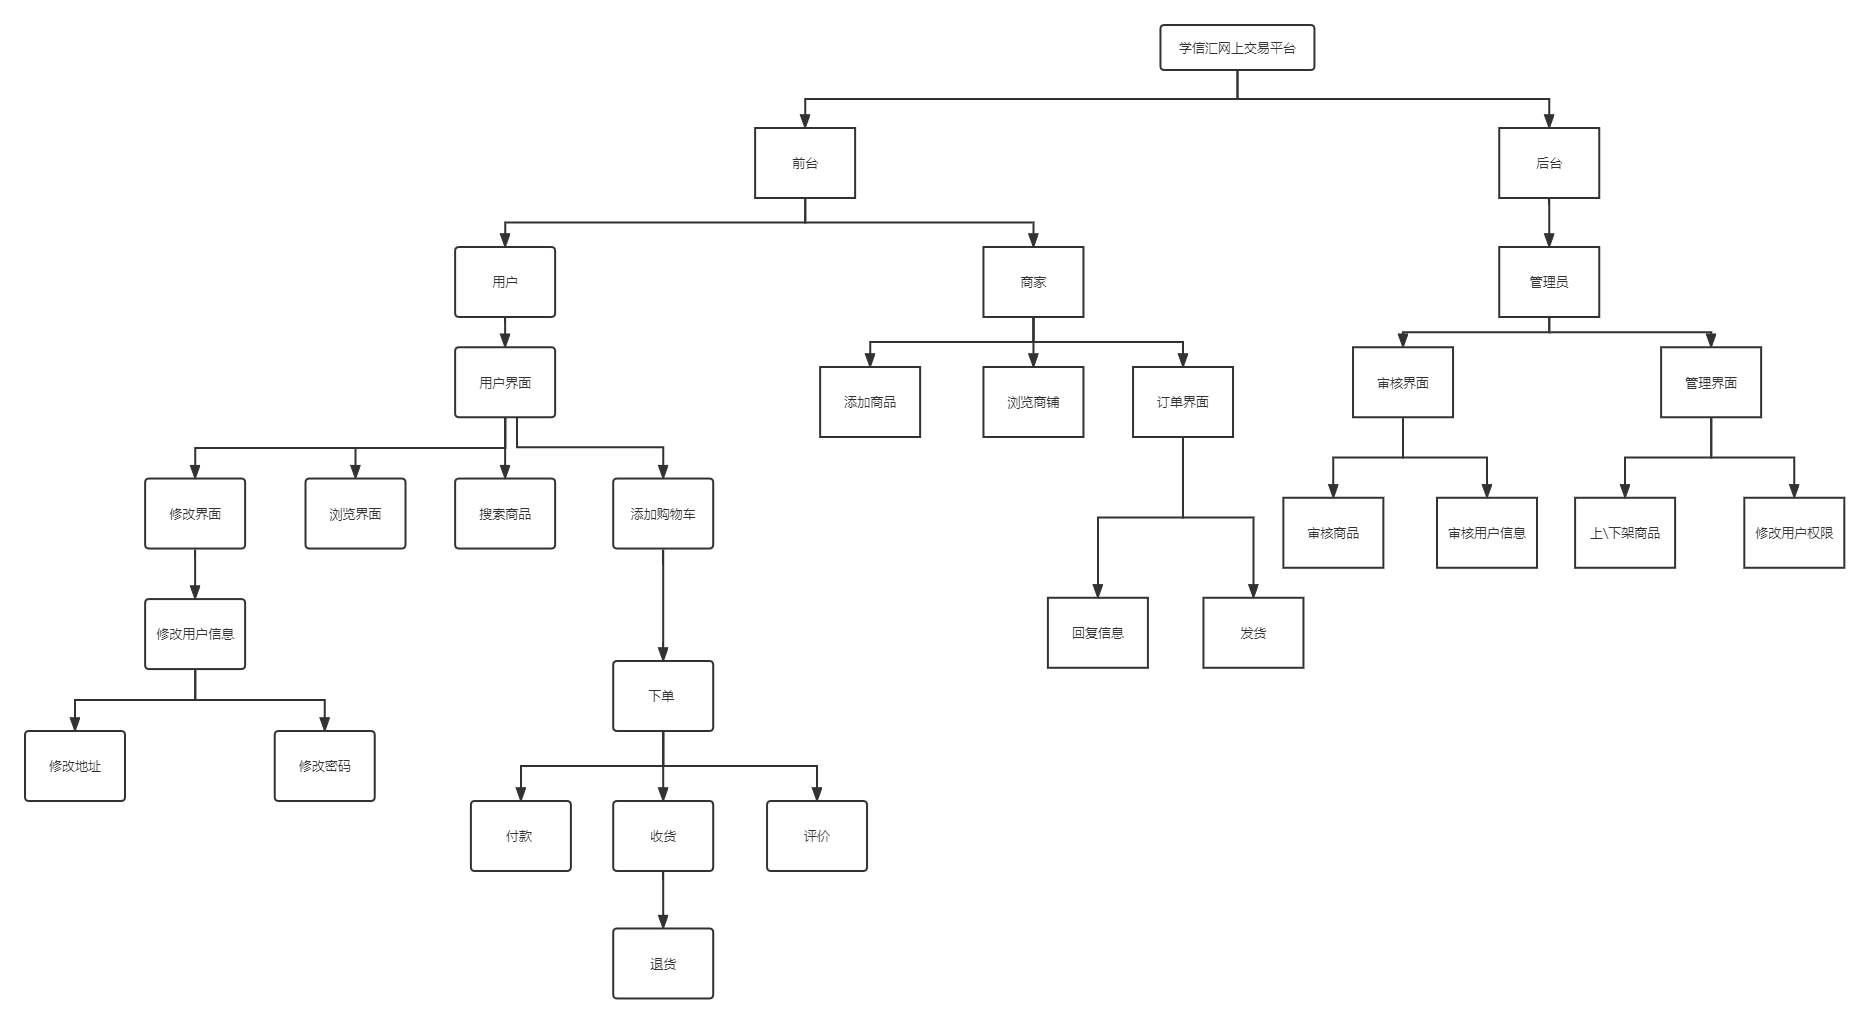 学信汇网上交易平台
前台
后台
用户
商家
管理员
用户界面
审核界面
管理界面
添加商品
浏览商铺
订单界面
修改界面
浏览界面
搜索商品
添加购物车
审核商品
审核用户信息
上\下架商品
修改用户权限
修改用户信息
回复信息
发货
下单
修改地址
修改密码
付款
收货
评价
退货